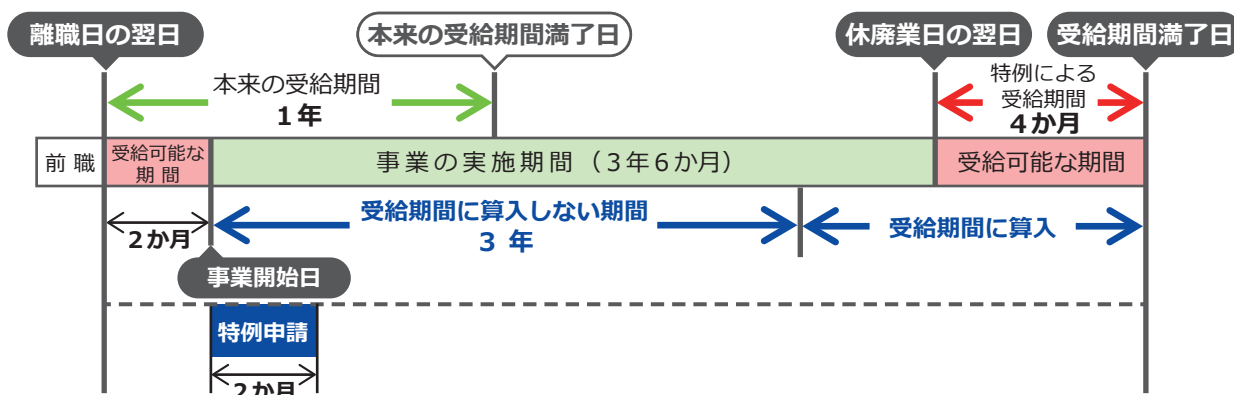 離職日の翌日
本来の受給期間満了日
休廃業日の翌日
受給期間満了日
本来の受給期間
1年
特例による
受給期間
4か月
前職
受給可能な
期間
事業の実施期間（3年6か月）
受給可能な期間
2か月
受給期間に算入しない期間
3 年
受給期間に算入
事業開始日
特例申請
2か月